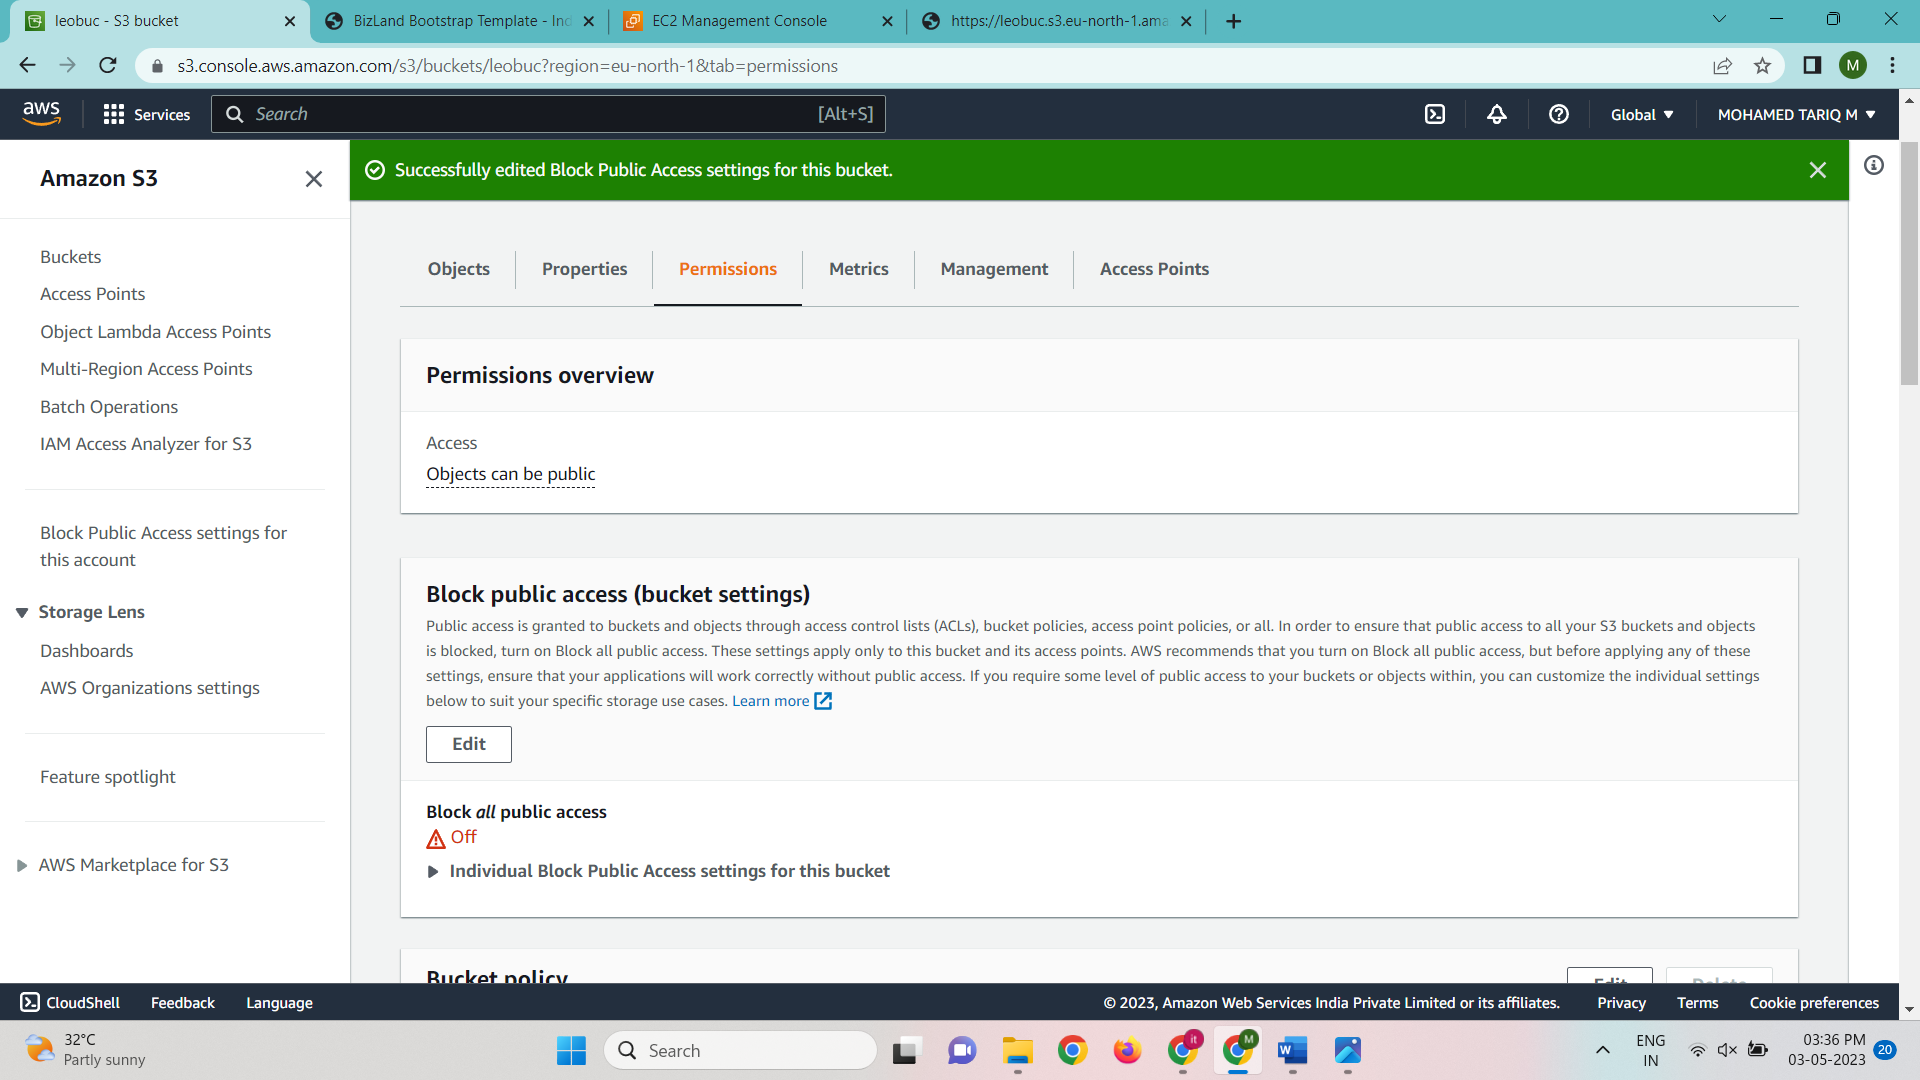 leobuc - S3 bucket
BizLand Bootstrap Template - Ind
EC2 Management Console
https://leobuc.s3.eu-north-1.ama
s3.console.aws.amazon.com/s3/buckets/leobuc?region=eu-north-1&tab=permissions
M
aws
Services
Search
[Alt+S]
Global
MOHAMED TARIQ M
Amazon S3
Successfully edited Block Public Access settings for this bucket.
Buckets
Access Points
Object Lambda Access Points
Multi-Region Access Points
Batch Operations
IAM Access Analyzer for S3
Block Public Access settings for
this account
Storage Lens
Dashboards
AWS Organizations settings
Feature spotlight
AWS Marketplace for S3
Objects
Properties
Permissions
Metrics
Management
Access Points
Permissions overview
Access
Objects can be public
Block public access (bucket settings)
Public access is granted to buckets and objects through access control lists (ACLs), bucket policies, access point policies, or all. In order to ensure that public access to all your S3 buckets and objects
is blocked, turn on Block all public access. These settings apply only to this bucket and its access points. AWS recommends that you turn on Block all public access, but before applying any of these
settings, ensure that your applications will work correctly without public access. If you require some level of public access to your buckets or objects within, you can customize the individual settings
below to suit your specific storage use cases. Learn more
Edit
Block all public access
Off
Individual Block Public Access settings for this bucket
Bucket policy
Edit
Delete
CloudShell
Feedback
Language
© 2023, Amazon Web Services India Private Limited or its affiliates.
Privacy
Terms
Cookie preferences
32°C
Partly sunny
Search
it
M
W
ENG
IN
03:36 PM
03-05-2023
20